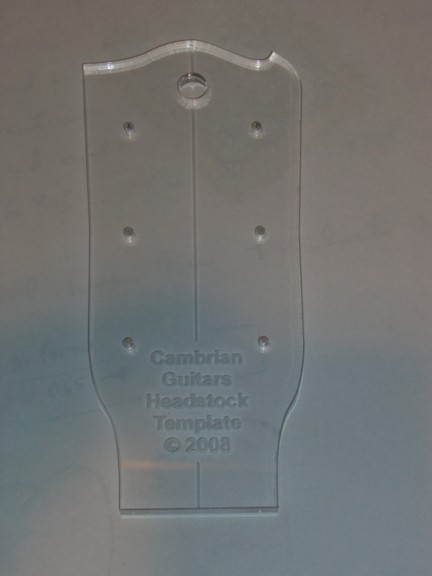 Cambrian
Guitars
Headstock
Template
© 2008